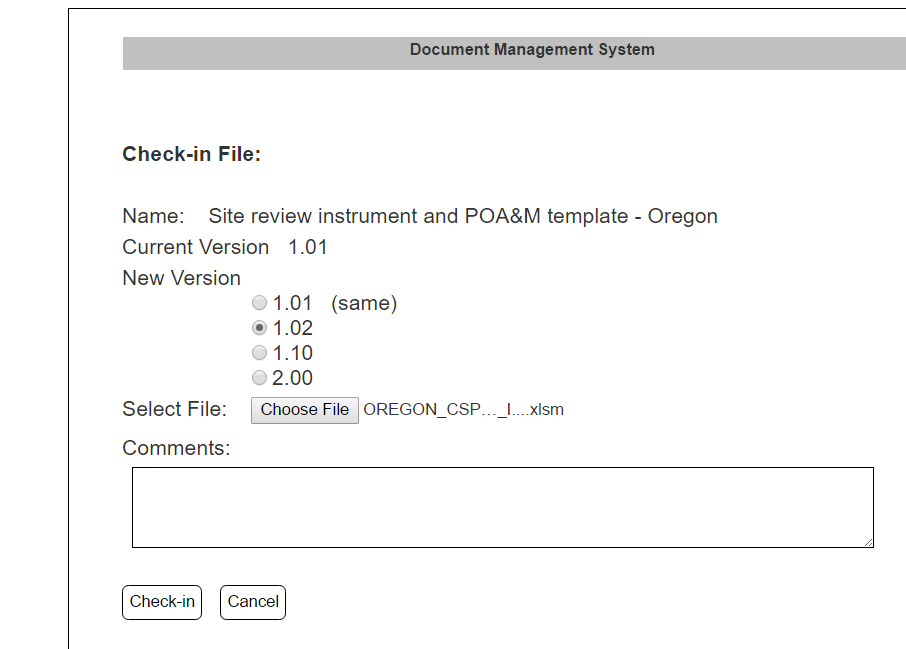 Document Management System
Check-in File:
Name: Site review instrument and POA&M template - Oregon
Current Version 1.01
New Version
1.01 (same)
1.02
1.10
2.00
Select File: Choose File OREGON_CSP..._I....xlsm
Comments:
Check-in Cancel